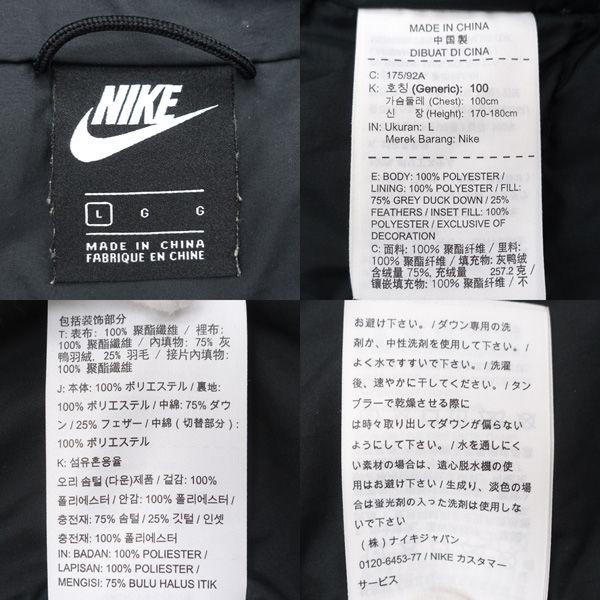 NIKE
L G G
MADE IN CHINA
FABRIQUE EN CHINE
MADE IN CHINA
中国製
DIBUAT DI CINA
C: 175/92A
K: 호칭 (Generic): 100
가슴둘레 (Chest): 100cm
신 장 (Height): 170-180cm
IN: Ukuran: L
Merek Barang: Nike
E: BODY: 100% POLYESTER /
LINING: 100% POLYESTER / FILL:
75% GREY DUCK DOWN / 25%
FEATHERS / INSET FILL: 100%
POLYESTER / EXCLUSIVE OF
DECORATION
C: 面料: 100% 聚酯纤维 / 里料:
100% 聚酯纤维 / 填充物: 灰鸭绒
含绒量 75%, 充绒量 257.2 克 /
镶嵌填充物: 100% 聚酯纤维 / 不
包括装饰部分
T: 表布: 100% 聚酯纖維 / 裡布:
100% 聚酯纖維 / 內填物: 75% 灰
鴨羽絨, 25% 羽毛 / 接片內填物:
100% 聚酯纖維
J: 本体: 100% ポリエステル / 裏地:
100% ポリエステル / 中綿: 75% ダウ
ン / 25% フェザー / 中綿 (切替部分) :
100% ポリエステル
K: 섬유혼용율
오리 솜털 (다운)제품 / 겉감: 100%
폴리에스터 / 안감: 100% 폴리에스터 /
충전재: 75% 솜털 / 25% 깃털 / 인셋
충전재: 100% 폴리에스터
IN: BADAN: 100% POLIESTER /
LAPISAN: 100% POLIESTER /
MENGISI: 75% BULU HALUS ITIK
お避け下さい。/ ダウン専用の洗
剤か、中性洗剤を使用して下さい。/
よく水ですすいで下さい。/ 洗濯
後、速やかに干してください。/ タン
ブラーで乾燥させる際に
は時々取り出してダウンが偏らない
ようにして下さい。/ 水を通しにく
い素材の場合は、遠心脱水機の使
用はお避け下さい / 生成り、淡色の場
合は蛍光剤の入った洗剤は使用しな
いで下さい
(株) ナイキジャパン
0120-6453-77 / NIKE カスタマー
サービス